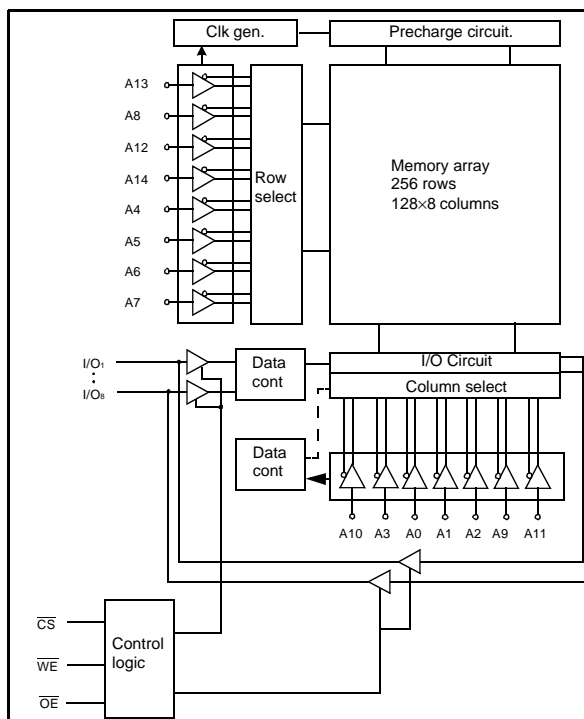 Clk gen.
Precharge circuit.
A13
A8
A12
A14
A4
A5
A6
A7
Row
select
Memory array
256 rows
128×8 columns
I/O1
I/O8
Data
cont
I/O Circuit
Column select
Data
cont
A10 A3 A0 A1 A2 A9 A11
CS
WE
OE
Control
logic